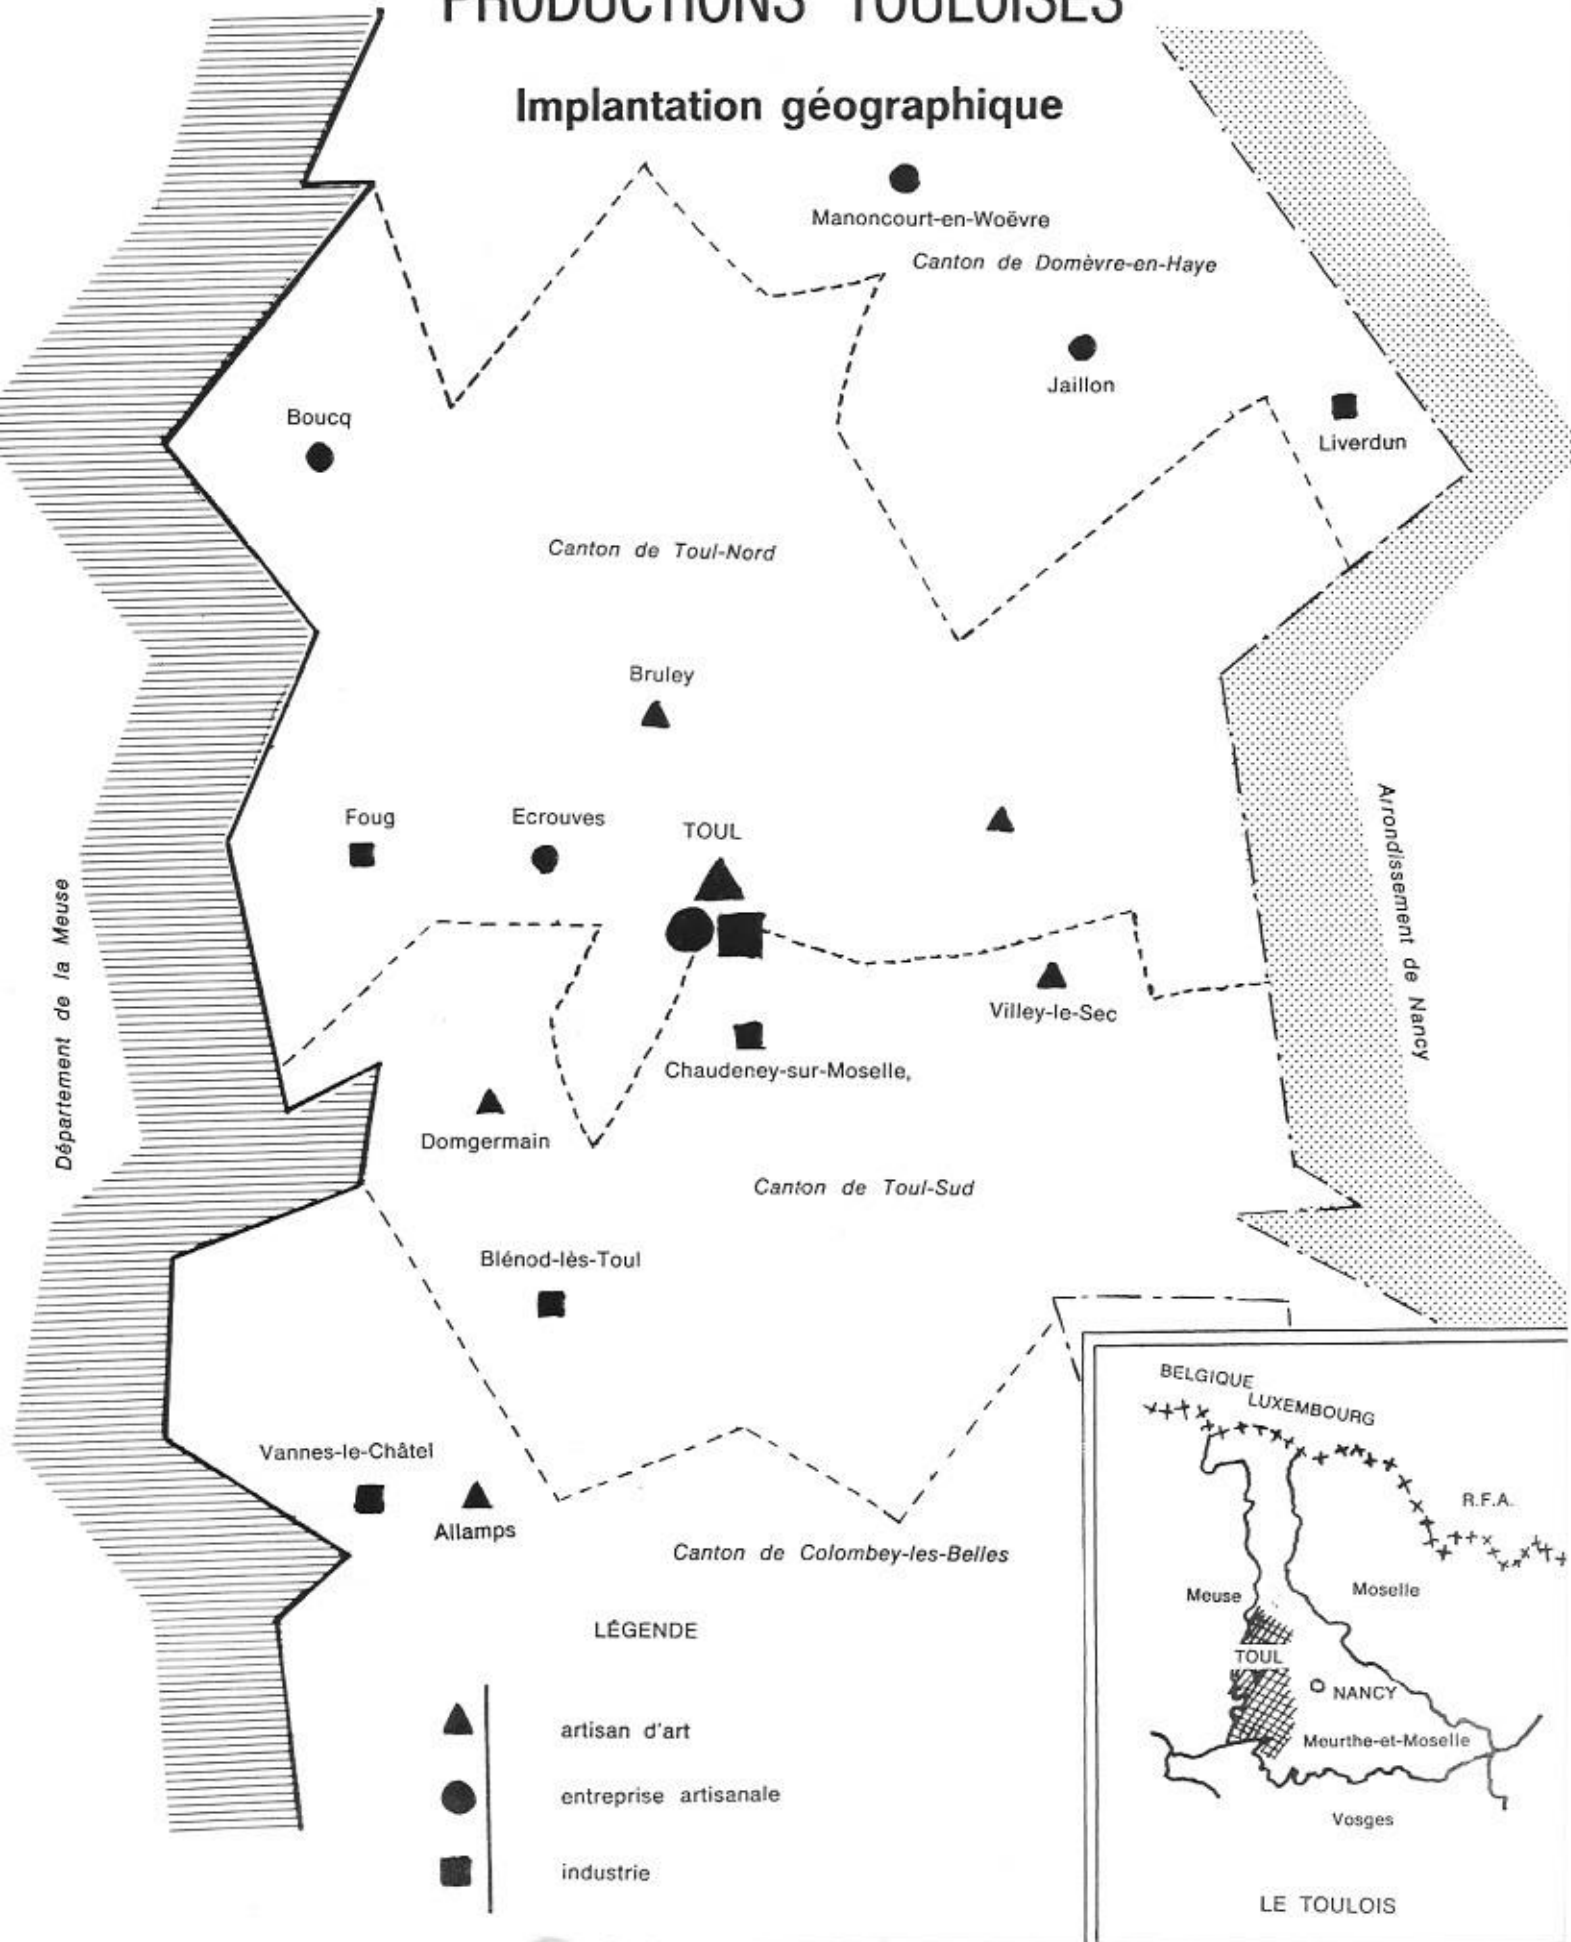 PRODUCTIONS TOULOISES
Implantation géographique
Manoncourt-en-Woëvre
Canton de Domèvre-en-Haye
Jaillon
Boucq
Liverdun
Canton de Toul-Nord
Bruley
Foug
Ecrouves
TOUL
Arrondissement de Nancy
Département de la Meuse
Villey-le-Sec
Chaudeney-sur-Moselle,
Domgermain
Canton de Toul-Sud
Blénod-lès-Toul
Vannes-le-Châtel
Allamps
Canton de Colombey-les-Belles
LÉGENDE
artisan d'art
entreprise artisanale
industrie
BELGIQUE
LUXEMBOURG
R.F.A.
Meuse
Moselle
TOUL
NANCY
Meurthe-et-Moselle
Vosges
LE TOULOIS